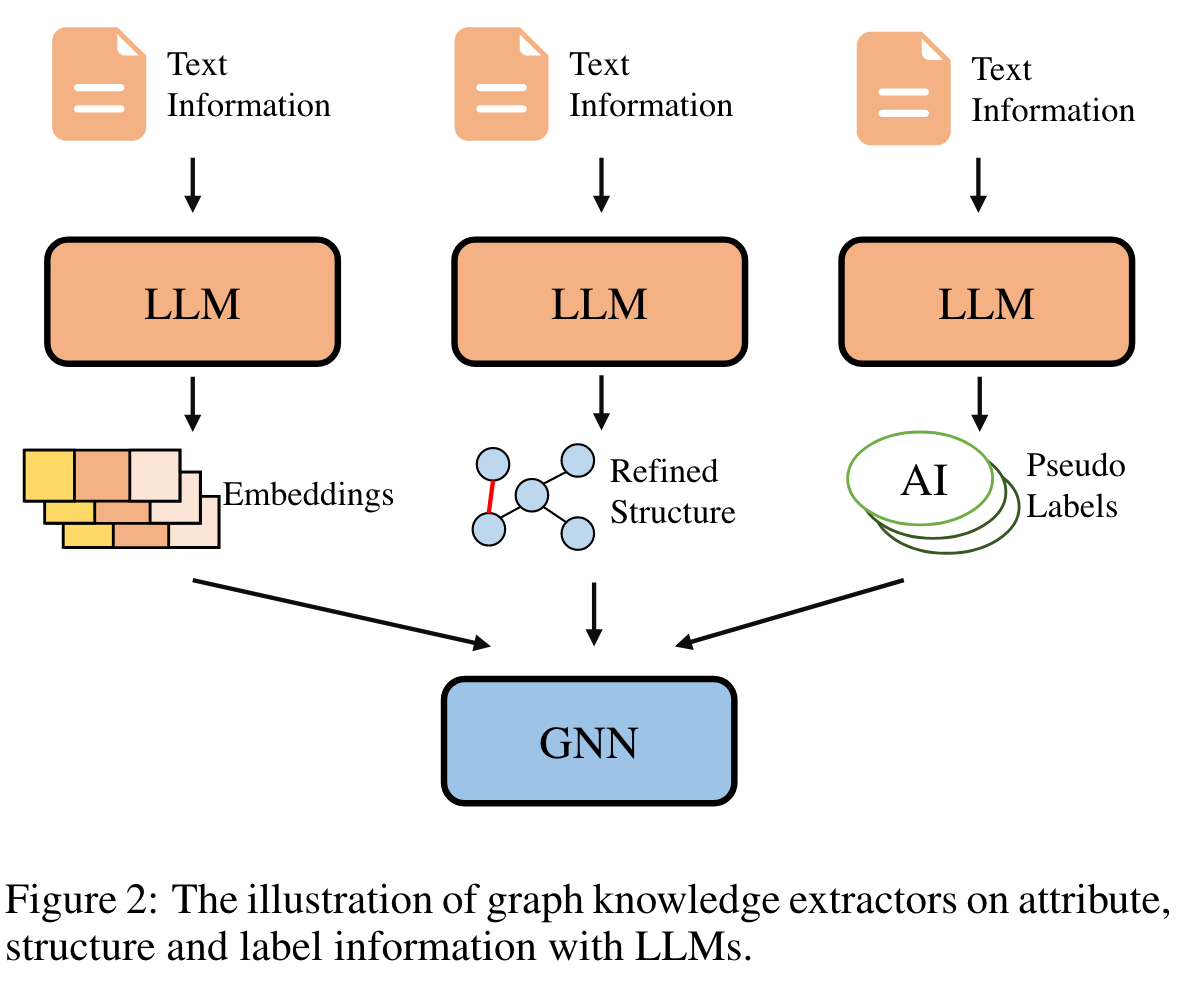 Text
Information
Text
Information
Text
Information
LLM
LLM
LLM
Embeddings
Refined
Structure
AI
Pseudo
Labels
GNN
Figure 2: The illustration of graph knowledge extractors on attribute,
structure and label information with LLMs.